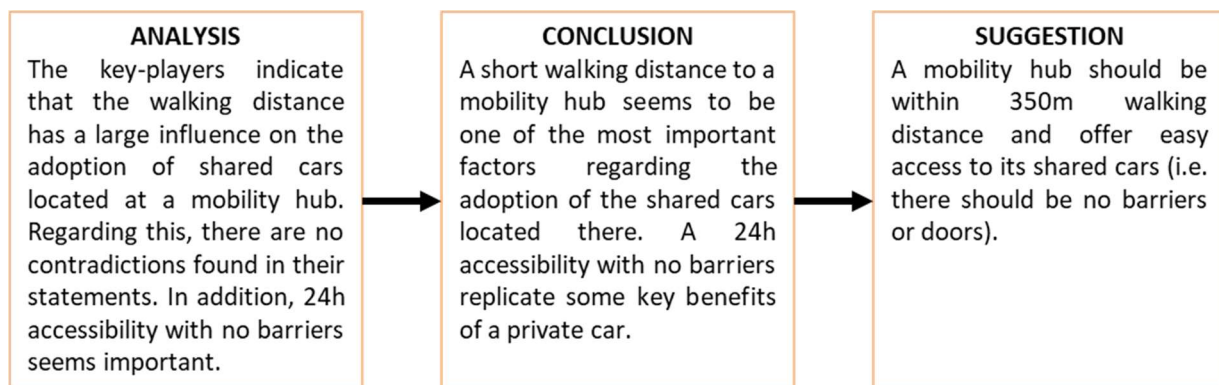 ANALYSIS
The key-players indicate
that the walking distance
has a large influence on the
adoption of shared cars
located at a mobility hub.
Regarding this, there are no
contradictions found in their
statements. In addition, 24h
accessibility with no barriers
seems important.
CONCLUSION
A short walking distance to a
mobility hub seems to be
one of the most important
factors regarding the
adoption of the shared cars
located there. A 24h
accessibility with no barriers
replicate some key benefits
of a private car.
SUGGESTION
A mobility hub should be
within 350m walking
distance and offer easy
access to its shared cars (i.e.
there should be no barriers
or doors).